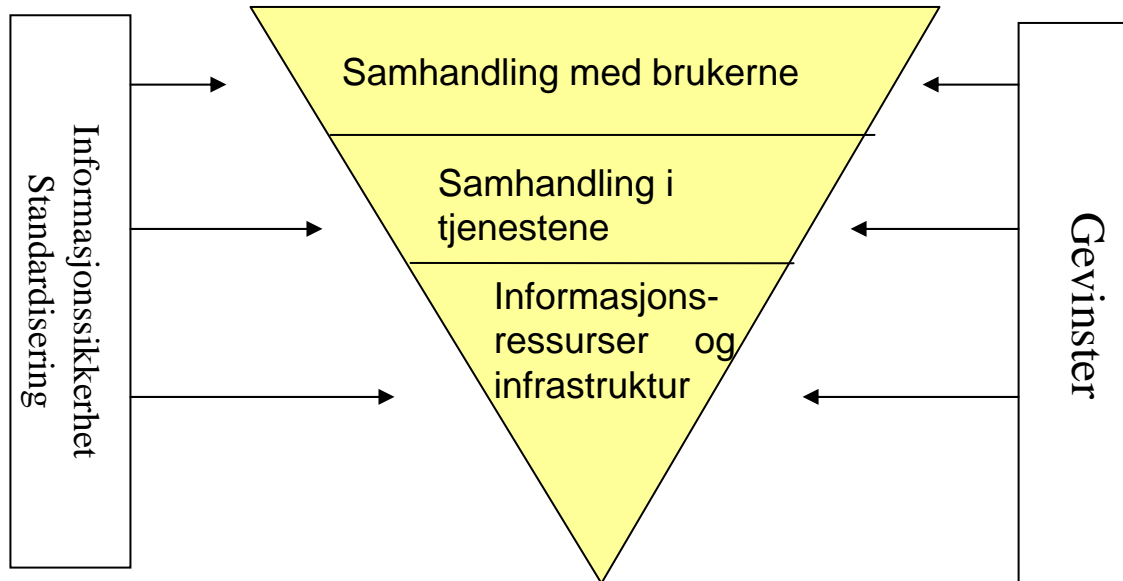 Informasjonssikkerhet
Standardisering
Samhandling med brukerne
Samhandling i
tjenestene
Informasjons-
ressurser og
infrastruktur
Gevinster